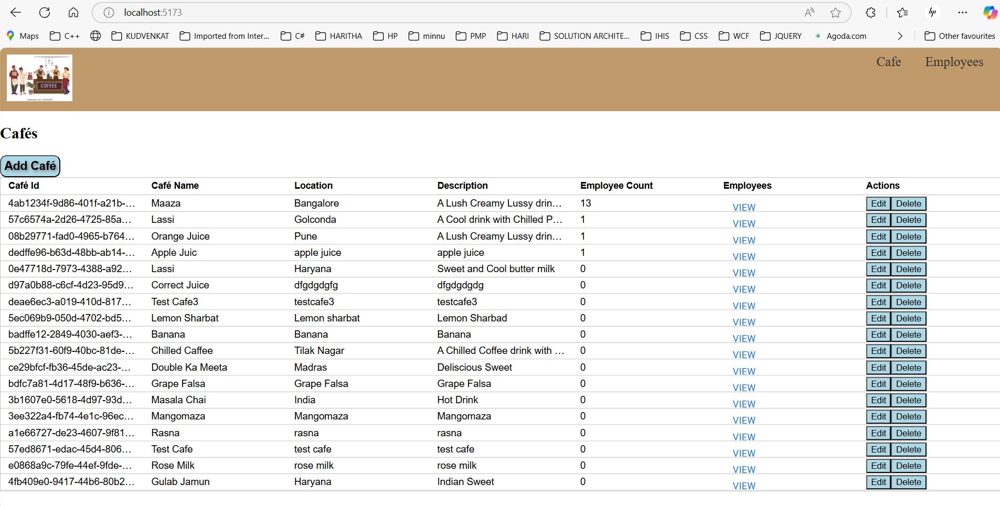 localhost:5173
Maps C++ KUDVENKAT Imported from Inter... C# HARITHA HP minnu PMP HARI SOLUTION ARCHITE... IHIS CSS WCF JQUERY Agoda.com Other favourites
COFFEE
Cafe Employees
Cafés
Add Café
Café Id Café Name Location Description Employee Count Employees Actions
4ab1234f-9d86-401f-a21b-... Maaza Bangalore A Lush Creamy Lussy drin... 13 VIEW Edit Delete
57c6574a-2d26-4725-85a... Lassi Golconda A Cool drink with Chilled P... 1 VIEW Edit Delete
08b29771-fad0-4965-b764... Orange Juice Pune A Lush Creamy Lussy drin... 1 VIEW Edit Delete
dedffe96-b63d-48bb-ab14-... Apple Juic apple juice apple juice 1 VIEW Edit Delete
0e47718d-7973-4388-a92... Lassi Haryana Sweet and Cool butter milk 0 VIEW Edit Delete
d97a0b88-c6cf-4d23-95d9... Correct Juice dfgdgdgfg dfgdgdgdg 0 VIEW Edit Delete
deae6ec3-a019-410d-817... Test Cafe3 testcafe3 testcafe3 0 VIEW Edit Delete
5ec069b9-050d-4702-bd5... Lemon Sharbat Lemon sharbat Lemon Sharbad 0 VIEW Edit Delete
badffe12-2849-4030-aef3-... Banana Banana Banana 0 VIEW Edit Delete
5b227f31-60f9-40bc-81de-... Chilled Caffee Tilak Nagar A Chilled Coffee drink with ... 0 VIEW Edit Delete
ce29bfcf-fb36-45de-ac23-... Double Ka Meeta Madras Deliscious Sweet 0 VIEW Edit Delete
bdfc7a81-4d17-48f9-b636-... Grape Falsa Grape Falsa Grape Falsa 0 VIEW Edit Delete
3b1607e0-5618-4d97-93d... Masala Chai India Hot Drink 0 VIEW Edit Delete
3ee322a4-fb74-4e1c-96ec... Mangomaza Mangomaza Mangomaza 0 VIEW Edit Delete
a1e66727-de23-4607-9f81... Rasna rasna rasna 0 VIEW Edit Delete
57ed8671-edac-45d4-806... Test Cafe test cafe test cafe 0 VIEW Edit Delete
e0868a9c-79fe-44ef-9fde-... Rose Milk rose milk rose milk 0 VIEW Edit Delete
4fb409e0-9417-44b6-80b2... Gulab Jamun Haryana Indian Sweet 0 VIEW Edit Delete